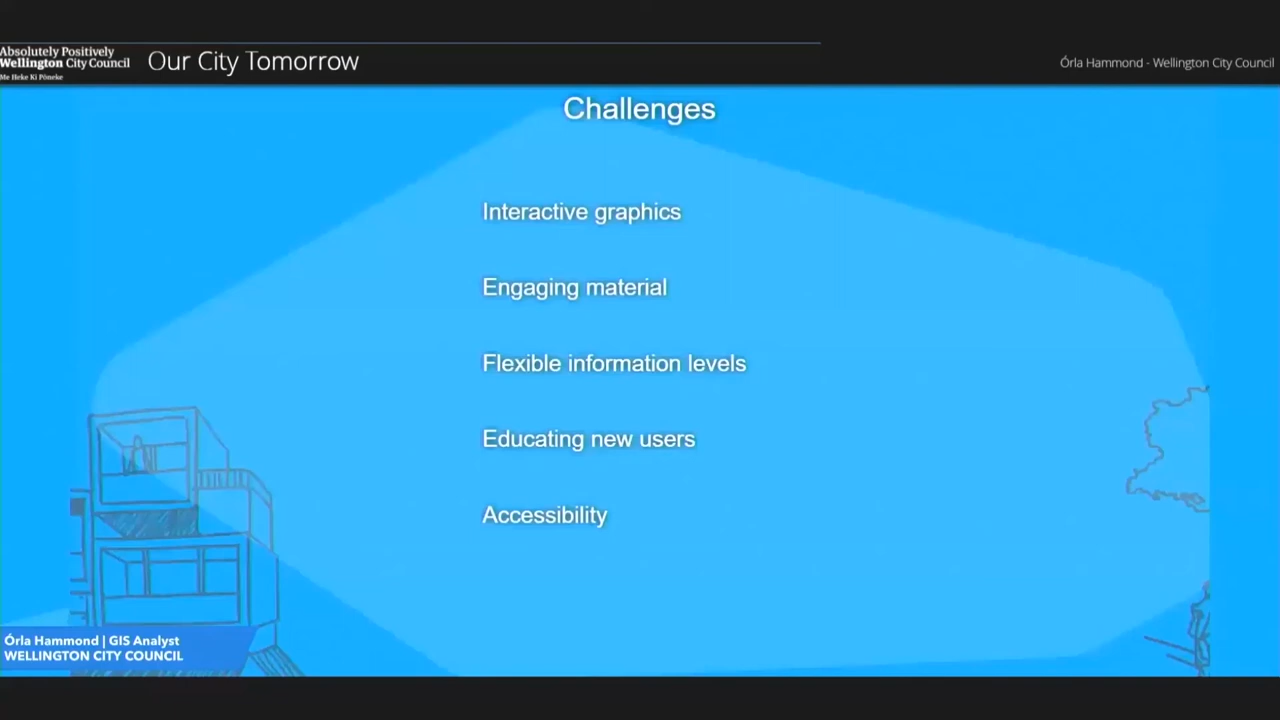 Absolutely Positively
Wellington City Council
Me Heke Ki Pōneke
Our City Tomorrow
Órla Hammond - Wellington City Council
Challenges
Interactive graphics
Engaging material
Flexible information levels
Educating new users
Accessibility
Órla Hammond | GIS Analyst
WELLINGTON CITY COUNCIL